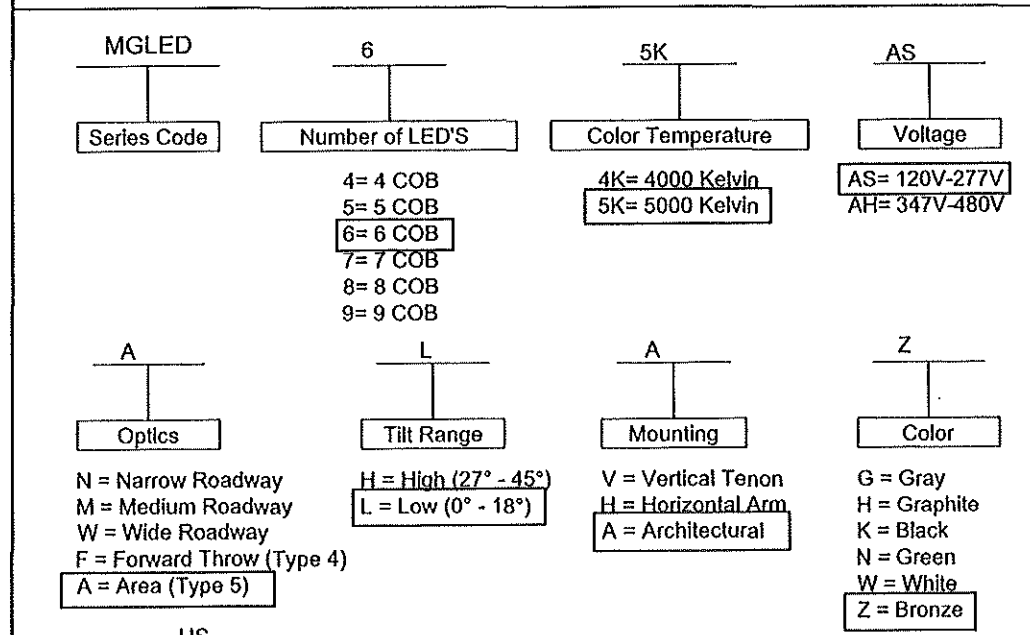 MGLED 6 5K AS
Series Code Number of LED'S Color Temperature Voltage
4= 4 COB 4K= 4000 Kelvin AS= 120V-277V
5= 5 COB 5K= 5000 Kelvin AH= 347V-480V
6= 6 COB
7= 7 COB
8= 8 COB
9= 9 COB
A L A Z
Optics Tilt Range Mounting Color
N = Narrow Roadway H = High (27° - 45°) V = Vertical Tenon G = Gray
M = Medium Roadway L = Low (0° - 18°) H = Horizontal Arm H = Graphite
W = Wide Roadway A = Architectural K = Black
F = Forward Throw (Type 4) N = Green
A = Area (Type 5) W = White
Z = Bronze
US